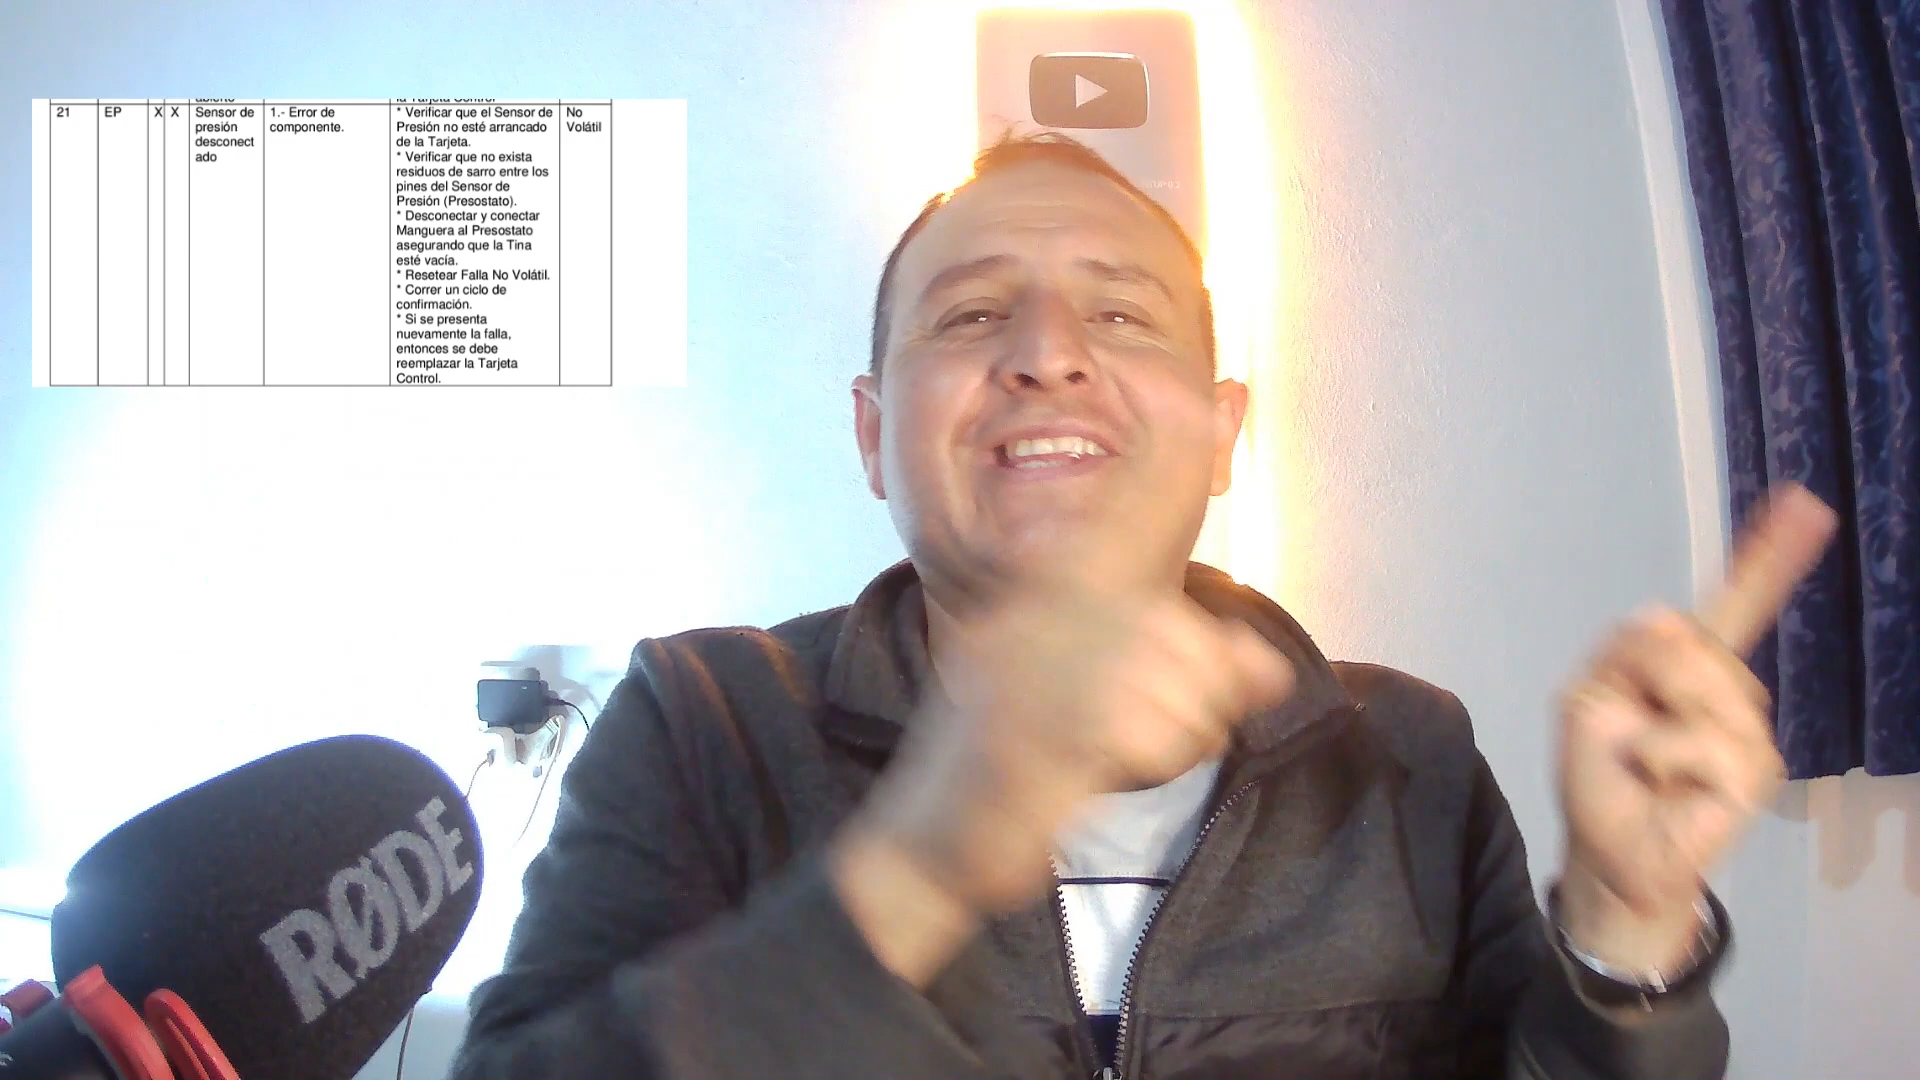 21 EP X X Sensor de 1.- Error de * Verificar que el Sensor de No
presión componente. Presión no esté arrancado Volátil
desconect de la Tarjeta.
ado * Verificar que no exista
residuos de sarro entre los
pines del Sensor de
Presión (Presostato).
* Desconectar y conectar
Manguera al Presostato
asegurando que la Tina
esté vacía.
* Resetear Falla No Volátil.
* Correr un ciclo de
confirmación.
* Si se presenta
nuevamente la falla,
entonces se debe
reemplazar la Tarjeta
Control.
RØDE